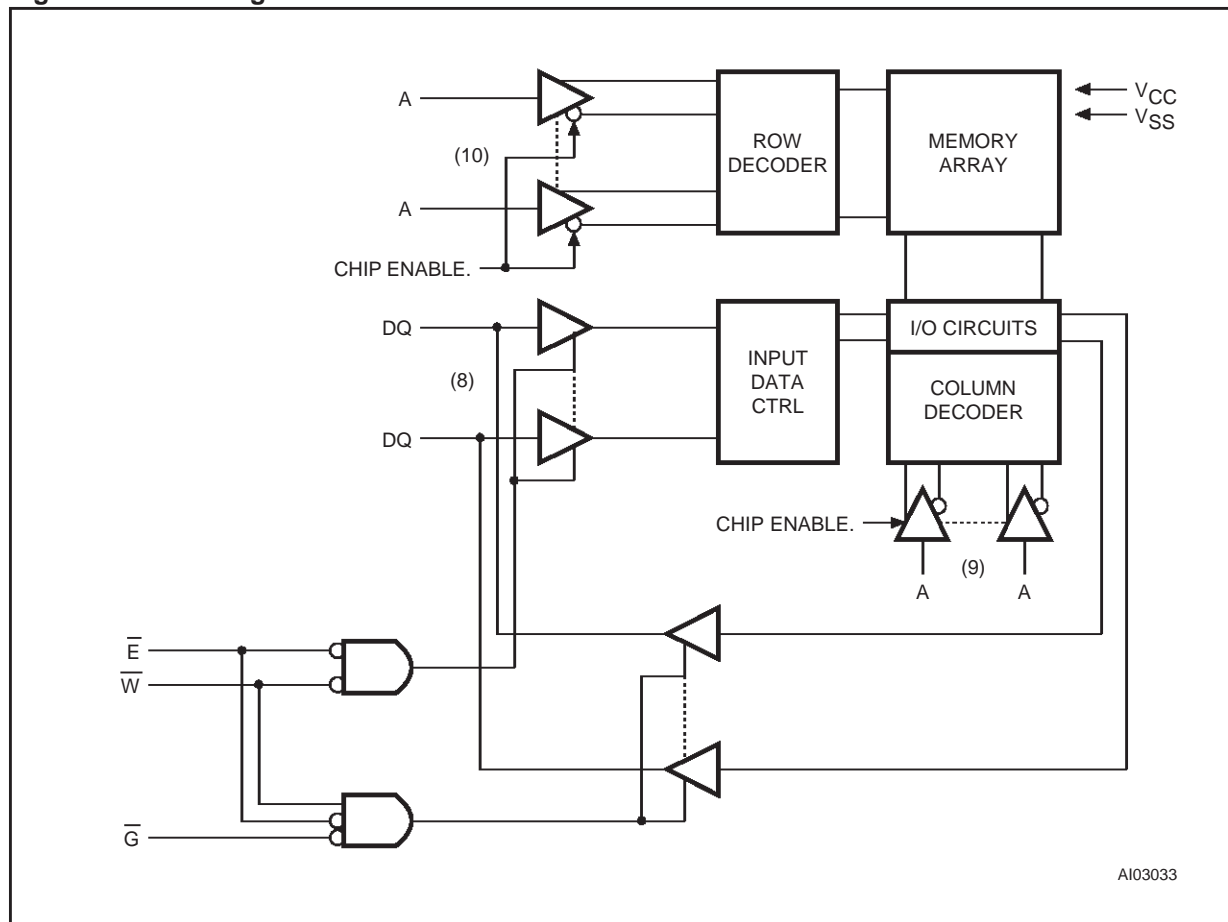 A
VCC
VSS
ROW
DECODER
MEMORY
ARRAY
(10)
A
CHIP ENABLE.
DQ
I/O CIRCUITS
INPUT
DATA
CTRL
(8)
COLUMN
DECODER
DQ
CHIP ENABLE.
(9)
A
A
E̅
W̅
G̅
AI03033